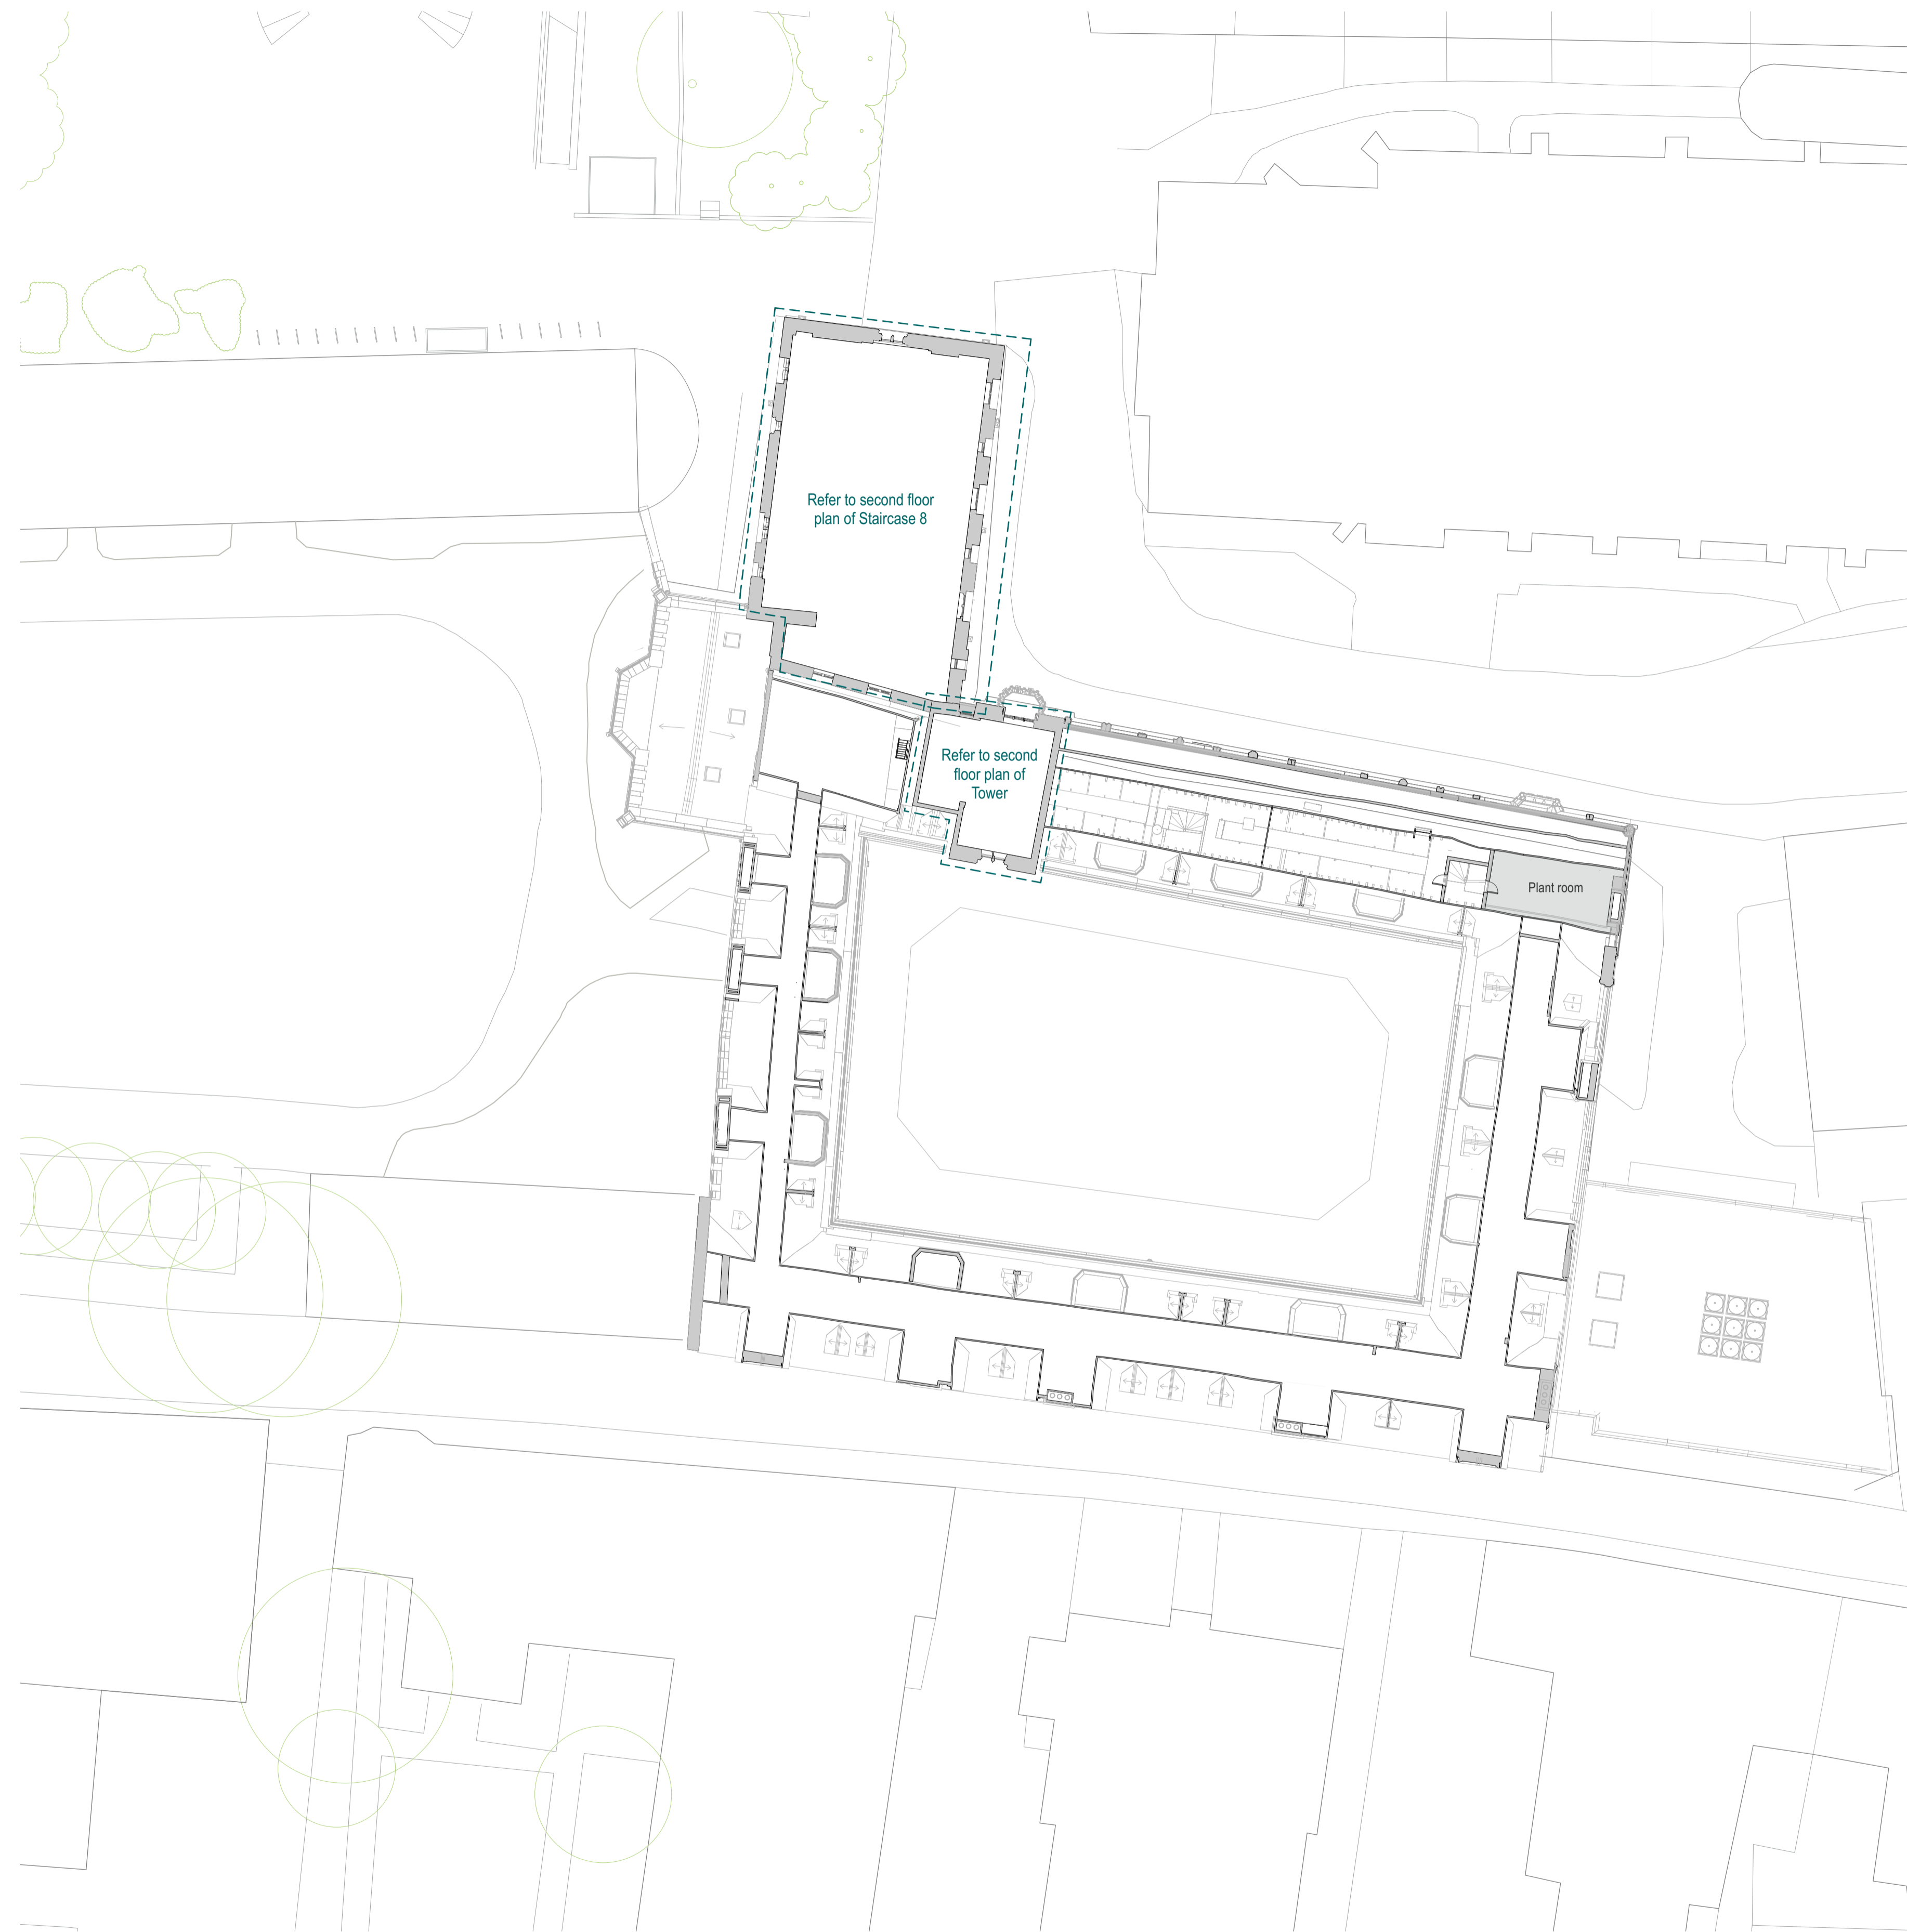 Refer to second floor
plan of Staircase 8
Refer to second
floor plan of
Tower
Plant room